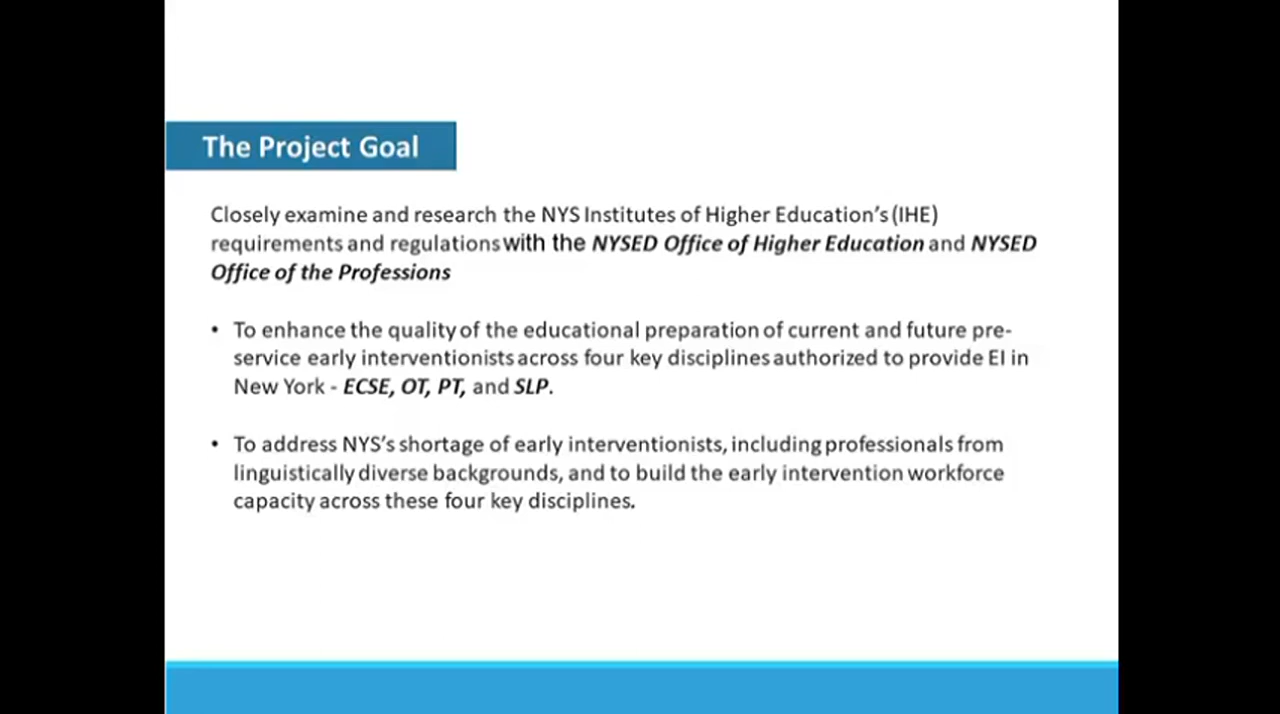 The Project Goal
Closely examine and research the NYS Institutes of Higher Education's (IHE)
requirements and regulations with the NYSED Office of Higher Education and NYSED
Office of the Professions
• To enhance the quality of the educational preparation of current and future pre-
service early interventionists across four key disciplines authorized to provide EI in
New York - ECSE, OT, PT, and SLP.
• To address NYS's shortage of early interventionists, including professionals from
linguistically diverse backgrounds, and to build the early intervention workforce
capacity across these four key disciplines.